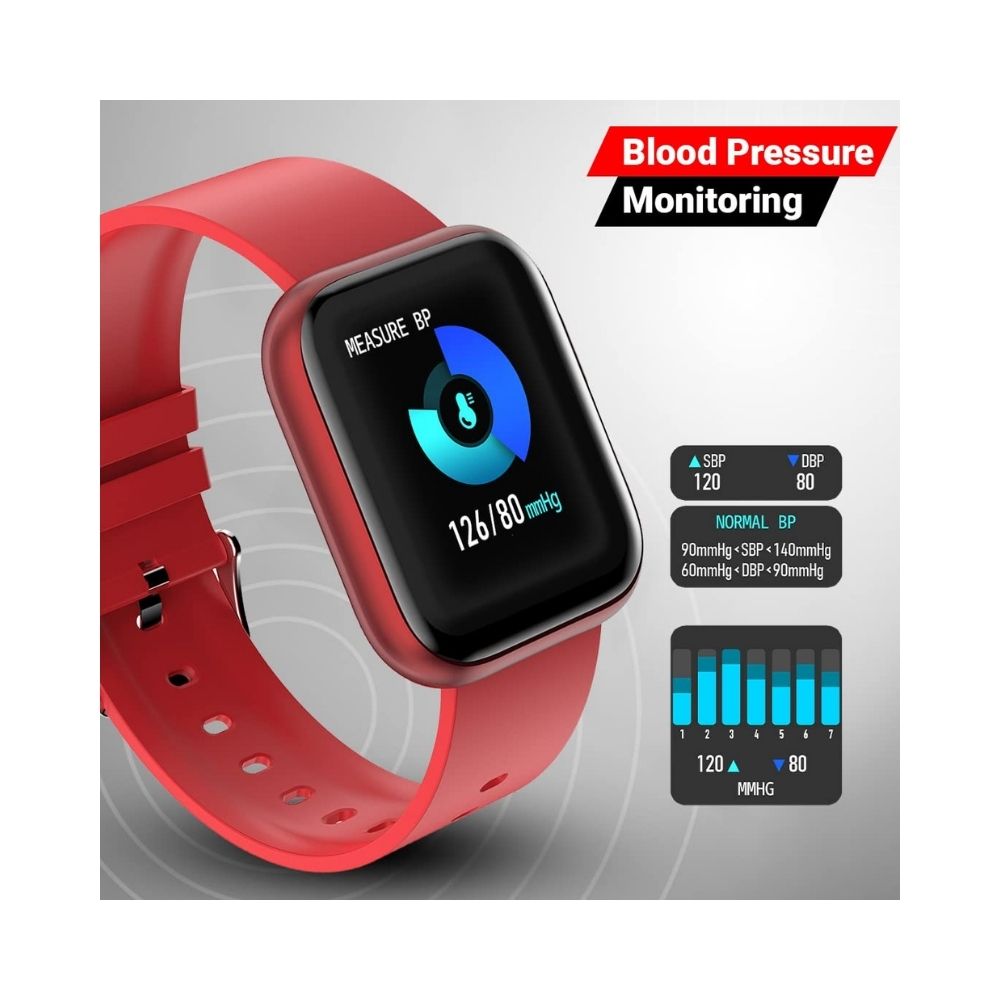 Blood Pressure
Monitoring
MEASURE BP
126/80 mmHg
▲SBP ▼DBP
120 80
NORMAL BP
90mmHg<SBP<140mmHg
60mmHg<DBP<90mmHg
1 2 3 4 5 6 7
120▲ ▼80
MMHG